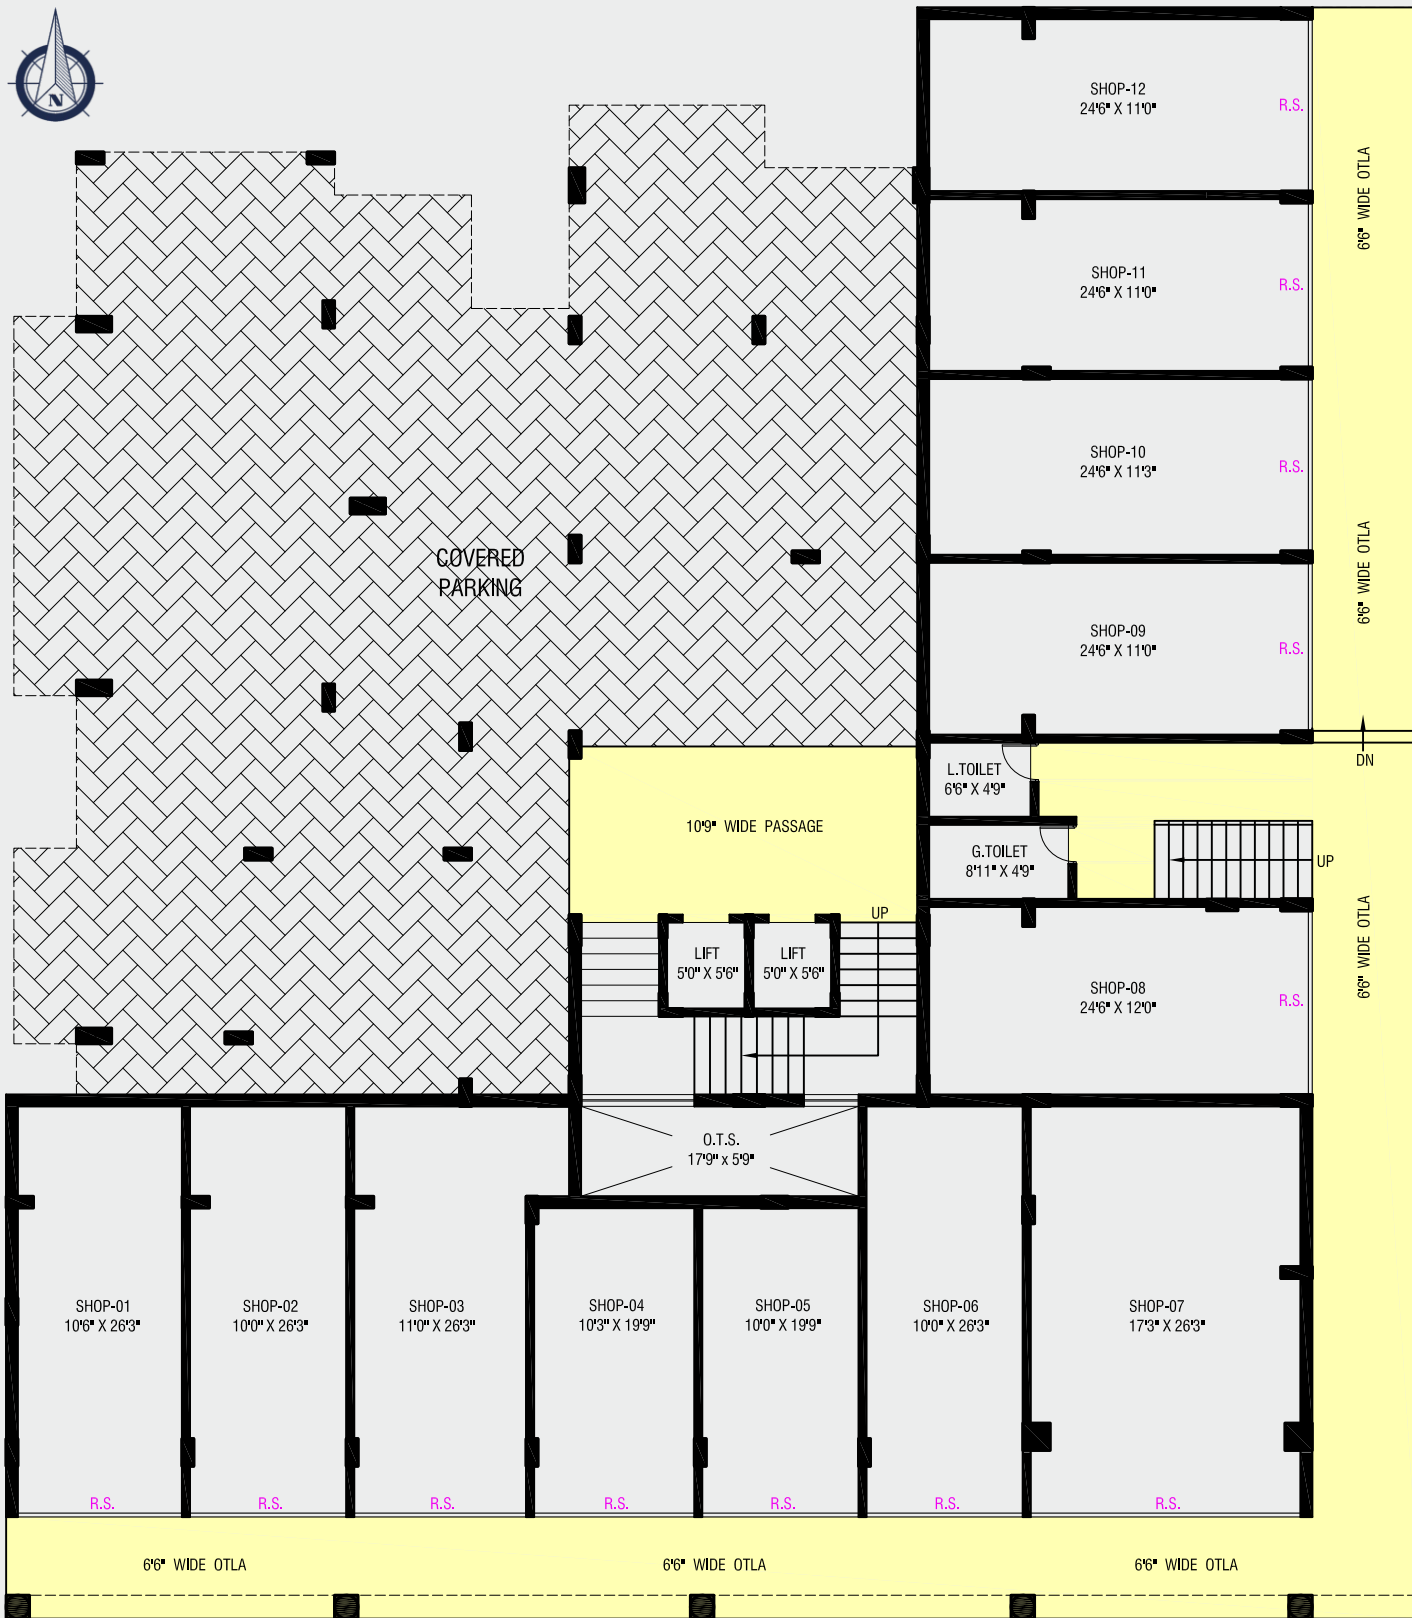 N
SHOP-12
24'6" X 11'0"
R.S.
6'6" WIDE OTLA
SHOP-11
24'6" X 11'0"
R.S.
SHOP-10
24'6" X 11'3"
R.S.
6'6" WIDE OTLA
COVERED
PARKING
SHOP-09
24'6" X 11'0"
R.S.
DN
L.TOILET
6'6" X 4'9"
10'9" WIDE PASSAGE
G.TOILET
8'11" X 4'9"
UP
UP
LIFT
5'0" X 5'6"
LIFT
5'0" X 5'6"
6'6" WIDE OTLA
SHOP-08
24'6" X 12'0"
R.S.
O.T.S.
17'9" x 5'9"
SHOP-01
10'6" X 26'3"
SHOP-02
10'0" X 26'3"
SHOP-03
11'0" X 26'3"
SHOP-04
10'3" X 19'9"
SHOP-05
10'0" X 19'9"
SHOP-06
10'0" X 26'3"
SHOP-07
17'3" X 26'3"
R.S.
R.S.
R.S.
R.S.
R.S.
R.S.
R.S.
6'6" WIDE OTLA
6'6" WIDE OTLA
6'6" WIDE OTLA